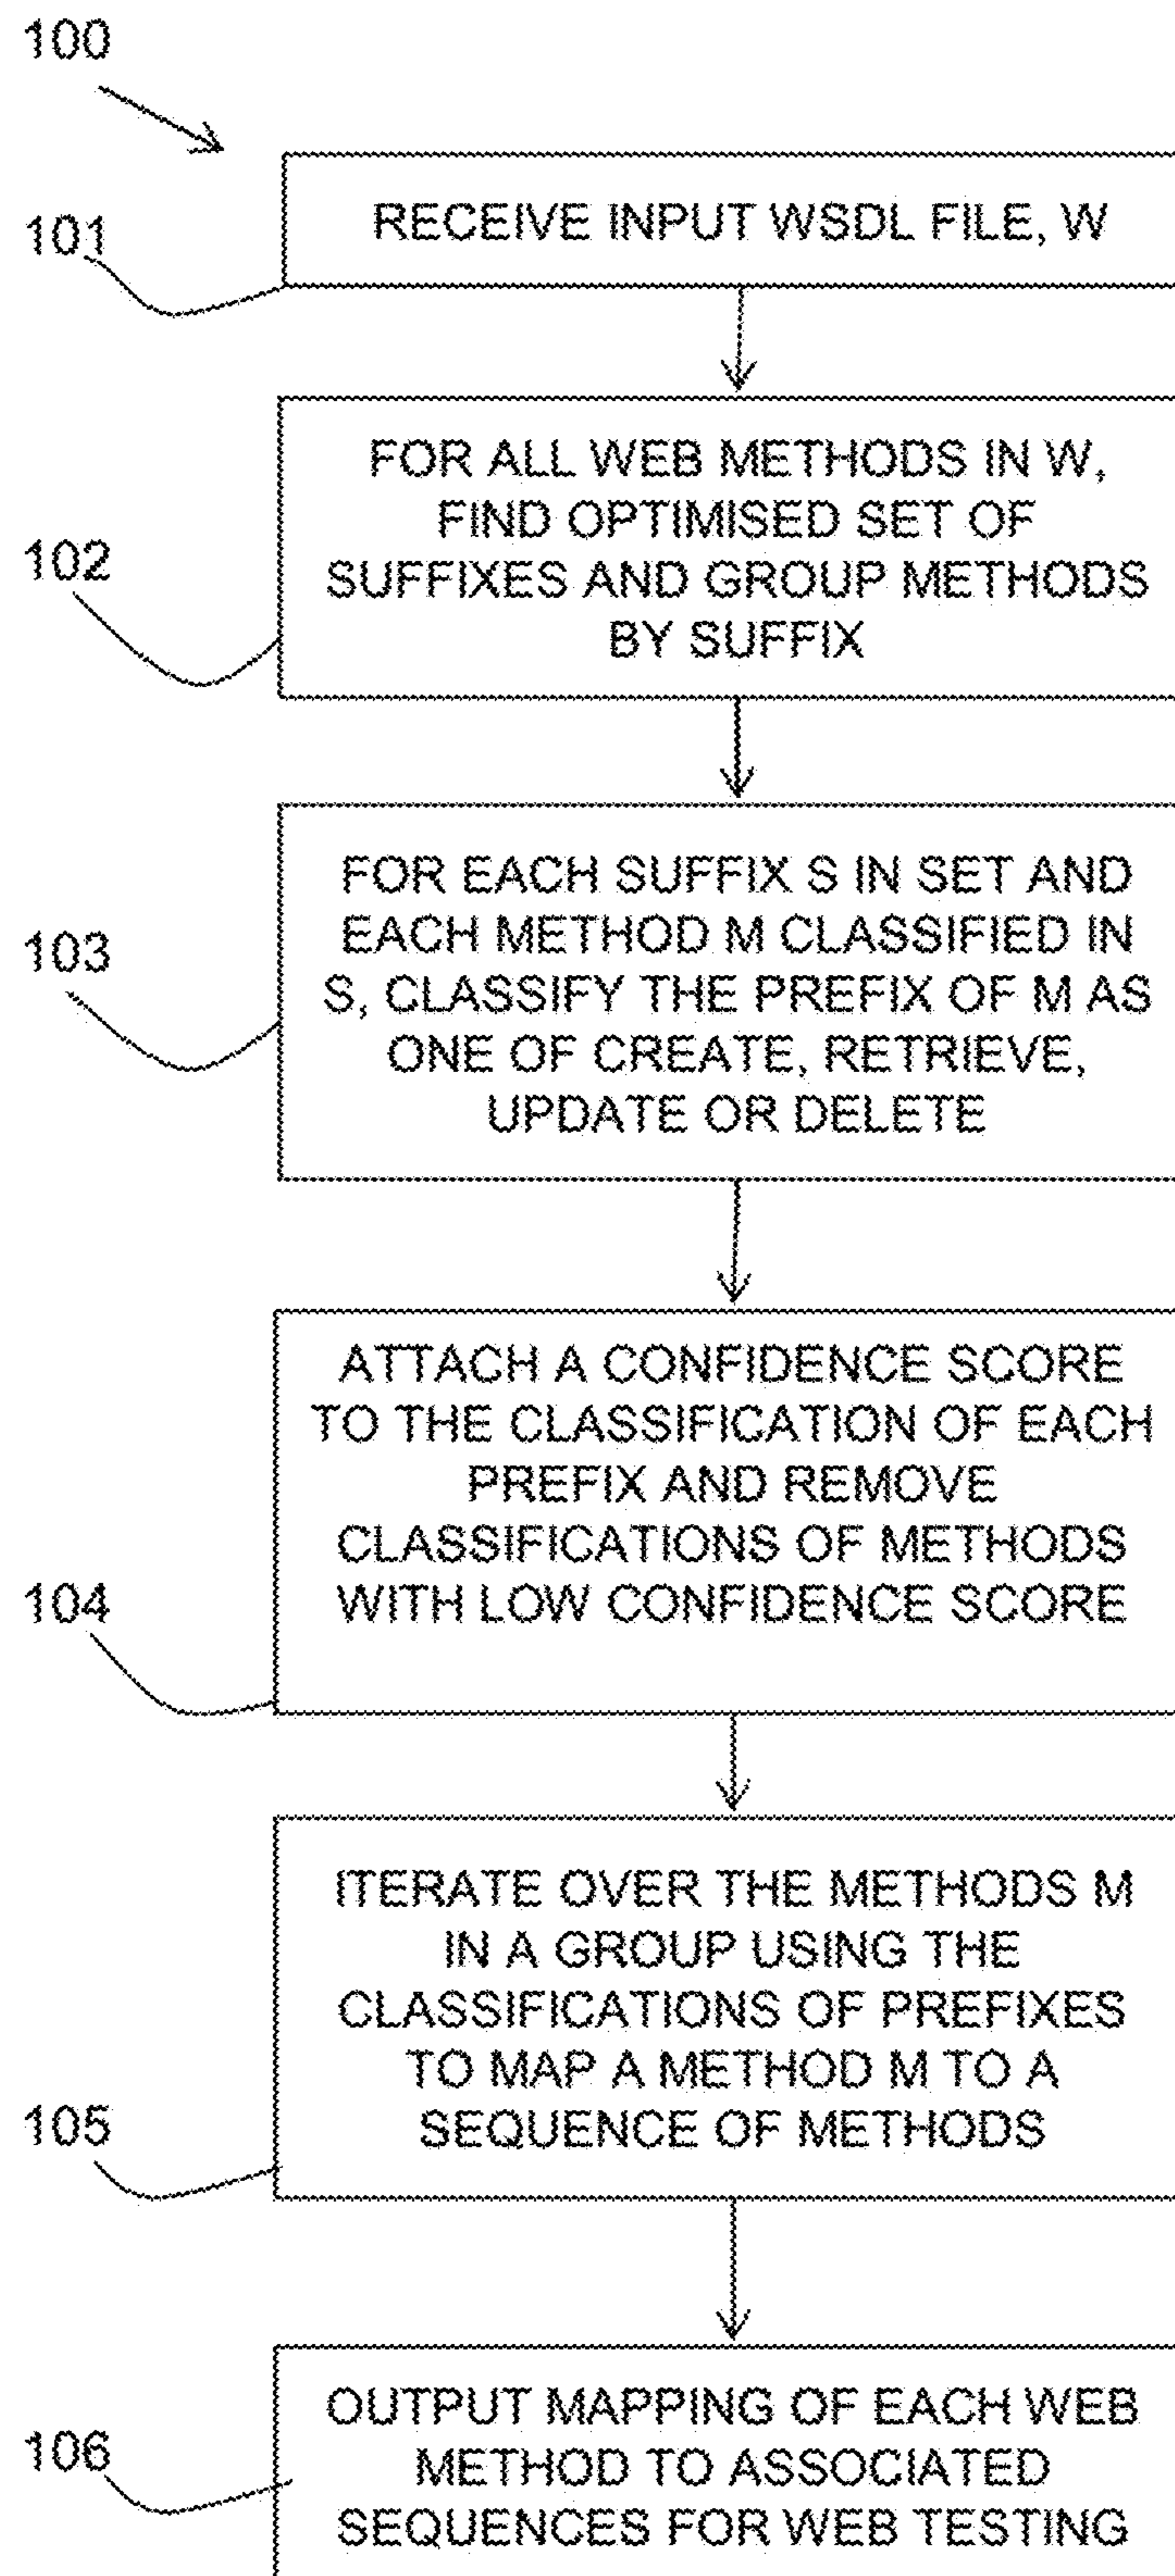 100
101
RECEIVE INPUT WSDL FILE, W
102
FOR ALL WEB METHODS IN W,
FIND OPTIMISED SET OF
SUFFIXES AND GROUP METHODS
BY SUFFIX
103
FOR EACH SUFFIX S IN SET AND
EACH METHOD M CLASSIFIED IN
S, CLASSIFY THE PREFIX OF M AS
ONE OF CREATE, RETRIEVE,
UPDATE OR DELETE
104
ATTACH A CONFIDENCE SCORE
TO THE CLASSIFICATION OF EACH
PREFIX AND REMOVE
CLASSIFICATIONS OF METHODS
WITH LOW CONFIDENCE SCORE
105
ITERATE OVER THE METHODS M
IN A GROUP USING THE
CLASSIFICATIONS OF PREFIXES
TO MAP A METHOD M TO A
SEQUENCE OF METHODS
106
OUTPUT MAPPING OF EACH WEB
METHOD TO ASSOCIATED
SEQUENCES FOR WEB TESTING